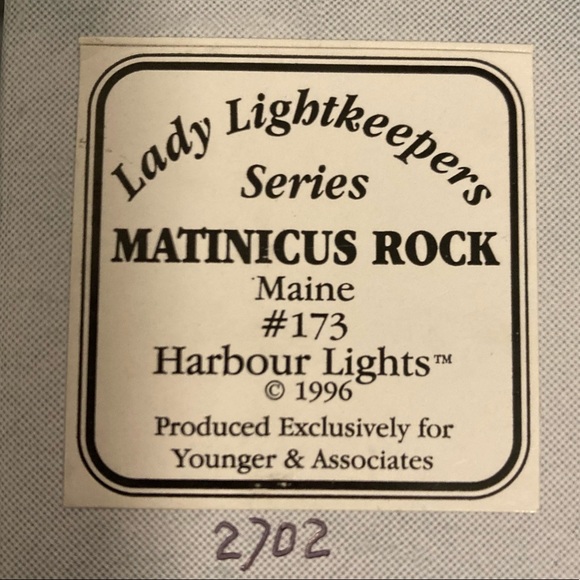 Lady Lightkeepers
Series
MATINICUS ROCK
Maine
#173
Harbour Lights™
© 1996
Produced Exclusively for
Younger & Associates
2702